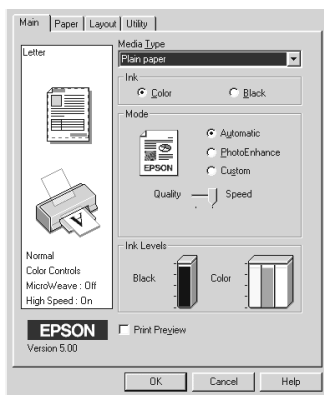 Main Paper Layout Utility
Letter
Media Type
Plain paper
Ink
Color Black
Mode
EPSON
Automatic
PhotoEnhance
Custom
Quality Speed
Normal
Color Controls
MicroWeave : Off
High Speed : On
Ink Levels
Black Color
EPSON
Version 5.00
Print Preview
OK Cancel Help